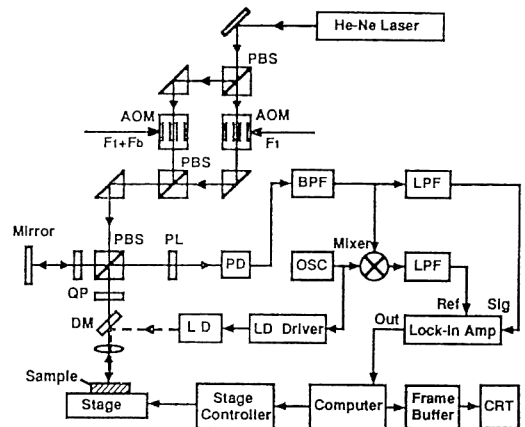 He-Ne Laser
PBS
AOM
AOM
F1+Fb
F1
PBS
BPF
LPF
Mirror
PBS
PL
Mixer
PD
OSC
LPF
QP
Ref
Sig
DM
Out
LD
LD Driver
Lock-In Amp
Sample
Stage
Stage
Controller
Computer
Frame
Buffer
CRT